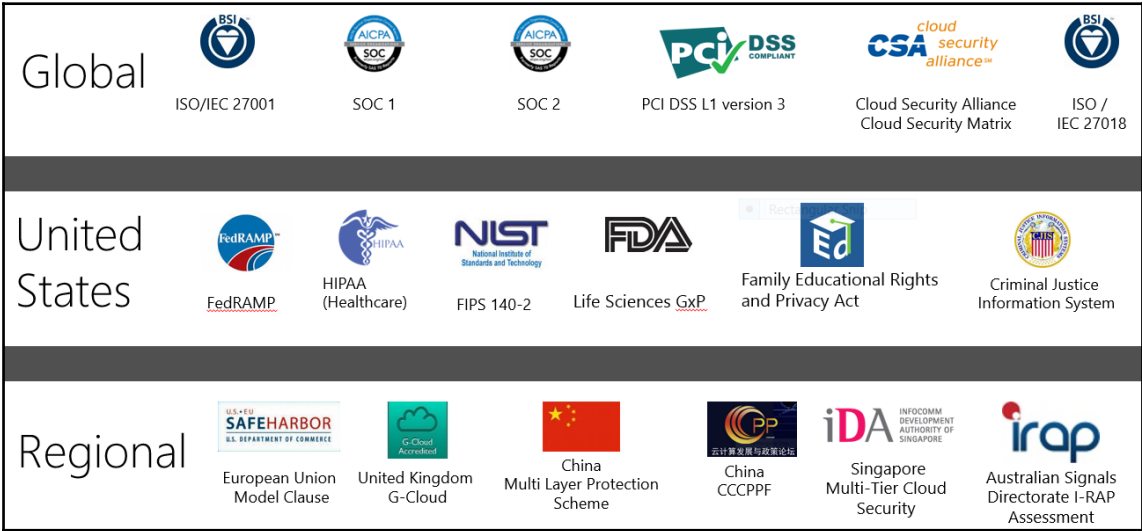 Global
BSI
AICPA
SOC
AICPA
SOC
PCI DSS
COMPLIANT
CSA cloud
security
alliance℠
BSI
ISO/IEC 27001
SOC 1
SOC 2
PCI DSS L1 version 3
Cloud Security Alliance
Cloud Security Matrix
ISO /
IEC 27018
United
States
FedRAMP
HIPAA
NIST
National Institute of
Standards and Technology
FDA
Rectangular Snip
Ed
CJIS
FedRAMP
HIPAA
(Healthcare)
FIPS 140-2
Life Sciences GxP
Family Educational Rights
and Privacy Act
Criminal Justice
Information System
Regional
U.S.-EU
SAFEHARBOR
U.S. DEPARTMENT OF COMMERCE
G-Cloud
Accredited
CPP
云计算发展与政策论坛
iDA
INFOCOMM
DEVELOPMENT
AUTHORITY OF
SINGAPORE
irap
European Union
Model Clause
United Kingdom
G-Cloud
China
Multi Layer Protection
Scheme
China
CCCPPF
Singapore
Multi-Tier Cloud
Security
Australian Signals
Directorate I-RAP
Assessment